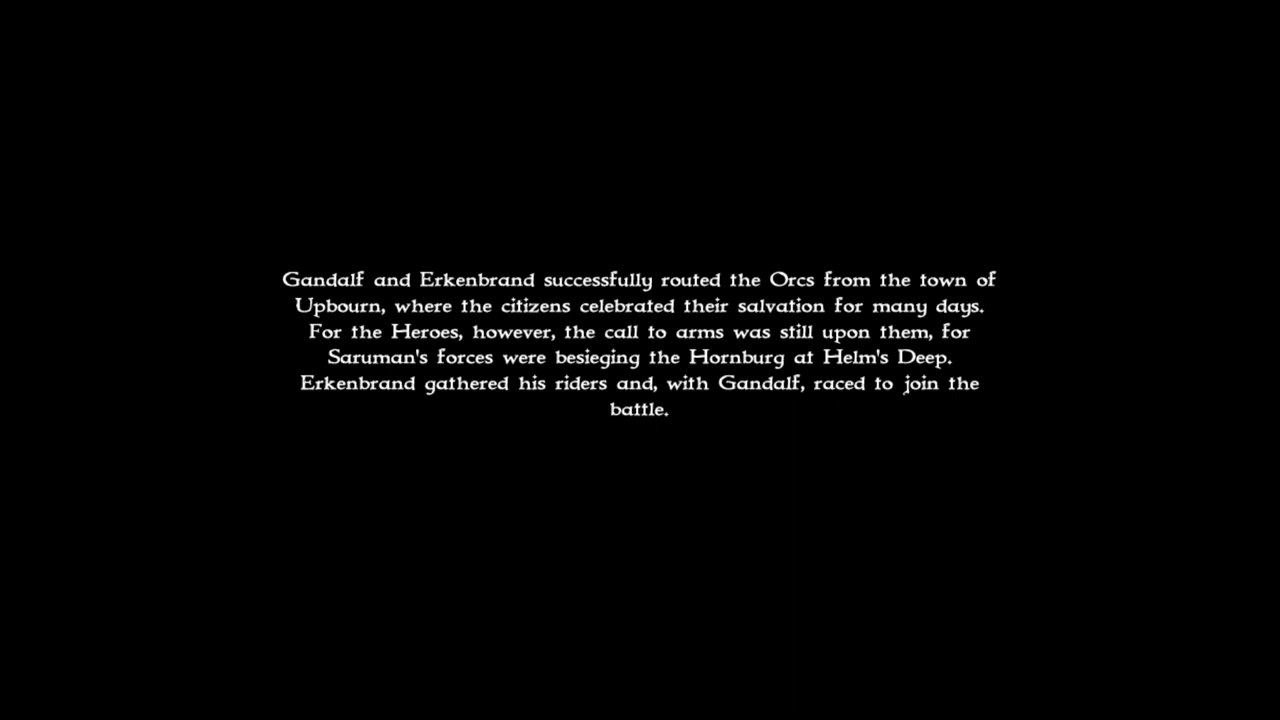 Gandalf and Erkenbrand successfully routed the Orcs from the town of
Upbourn, where the citizens celebrated their salvation for many days.
For the Heroes, however, the call to arms was still upon them, for
Saruman's forces were besieging the Hornburg at Helm's Deep.
Erkenbrand gathered his riders and, with Gandalf, raced to join the
battle.